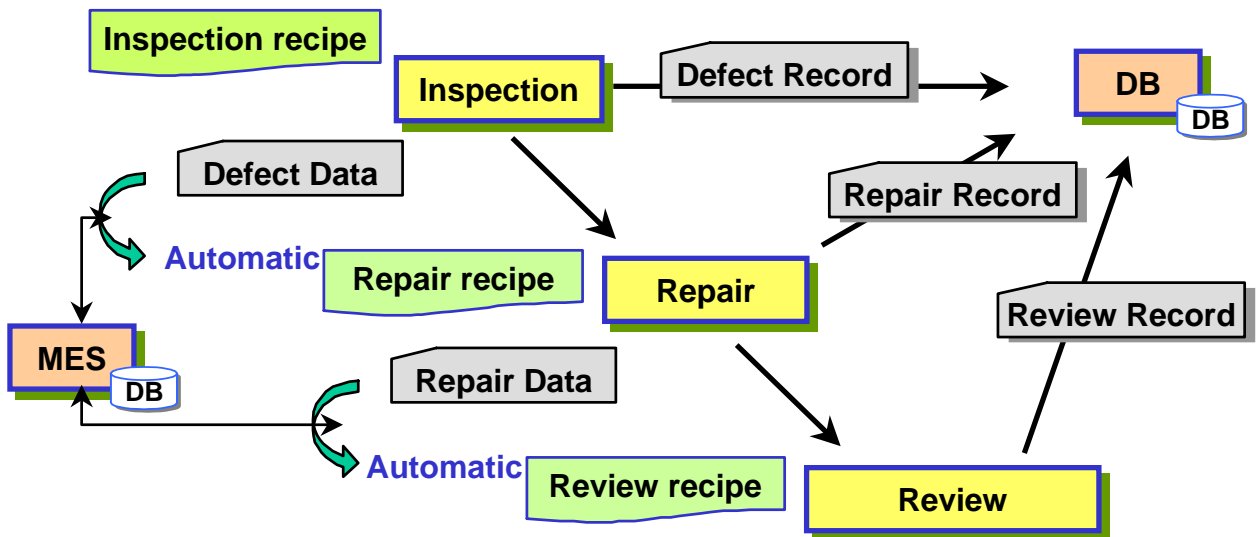 Inspection recipe
Inspection
Defect Record
DB
DB
Defect Data
Repair Record
Automatic
Repair recipe
Repair
Review Record
MES
DB
Repair Data
Automatic
Review recipe
Review